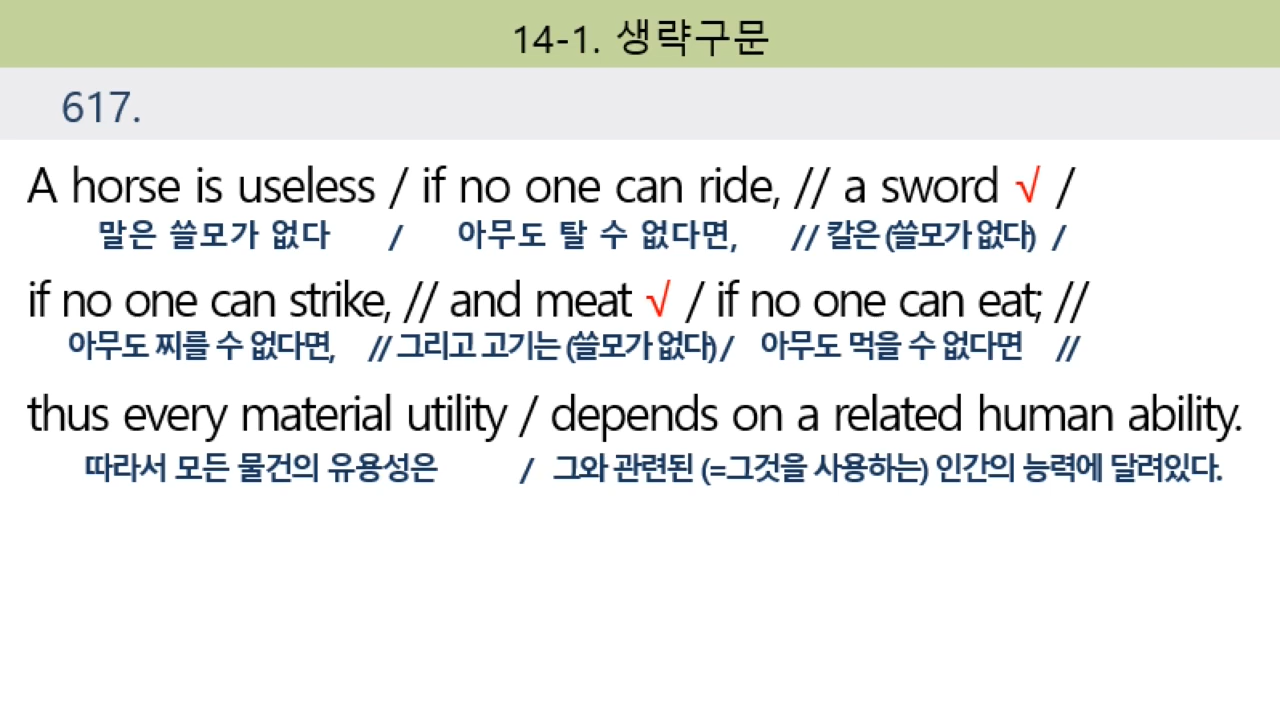 14-1. 생략구문
617.
A horse is useless / if no one can ride, // a sword √ /
말은 쓸모가 없다 / 아무도 탈 수 없다면, // 칼은 (쓸모가 없다) /
if no one can strike, // and meat √ / if no one can eat; //
아무도 찌를 수 없다면, // 그리고 고기는 (쓸모가 없다) / 아무도 먹을 수 없다면 //
thus every material utility / depends on a related human ability.
따라서 모든 물건의 유용성은 / 그와 관련된 (=그것을 사용하는) 인간의 능력에 달려있다.